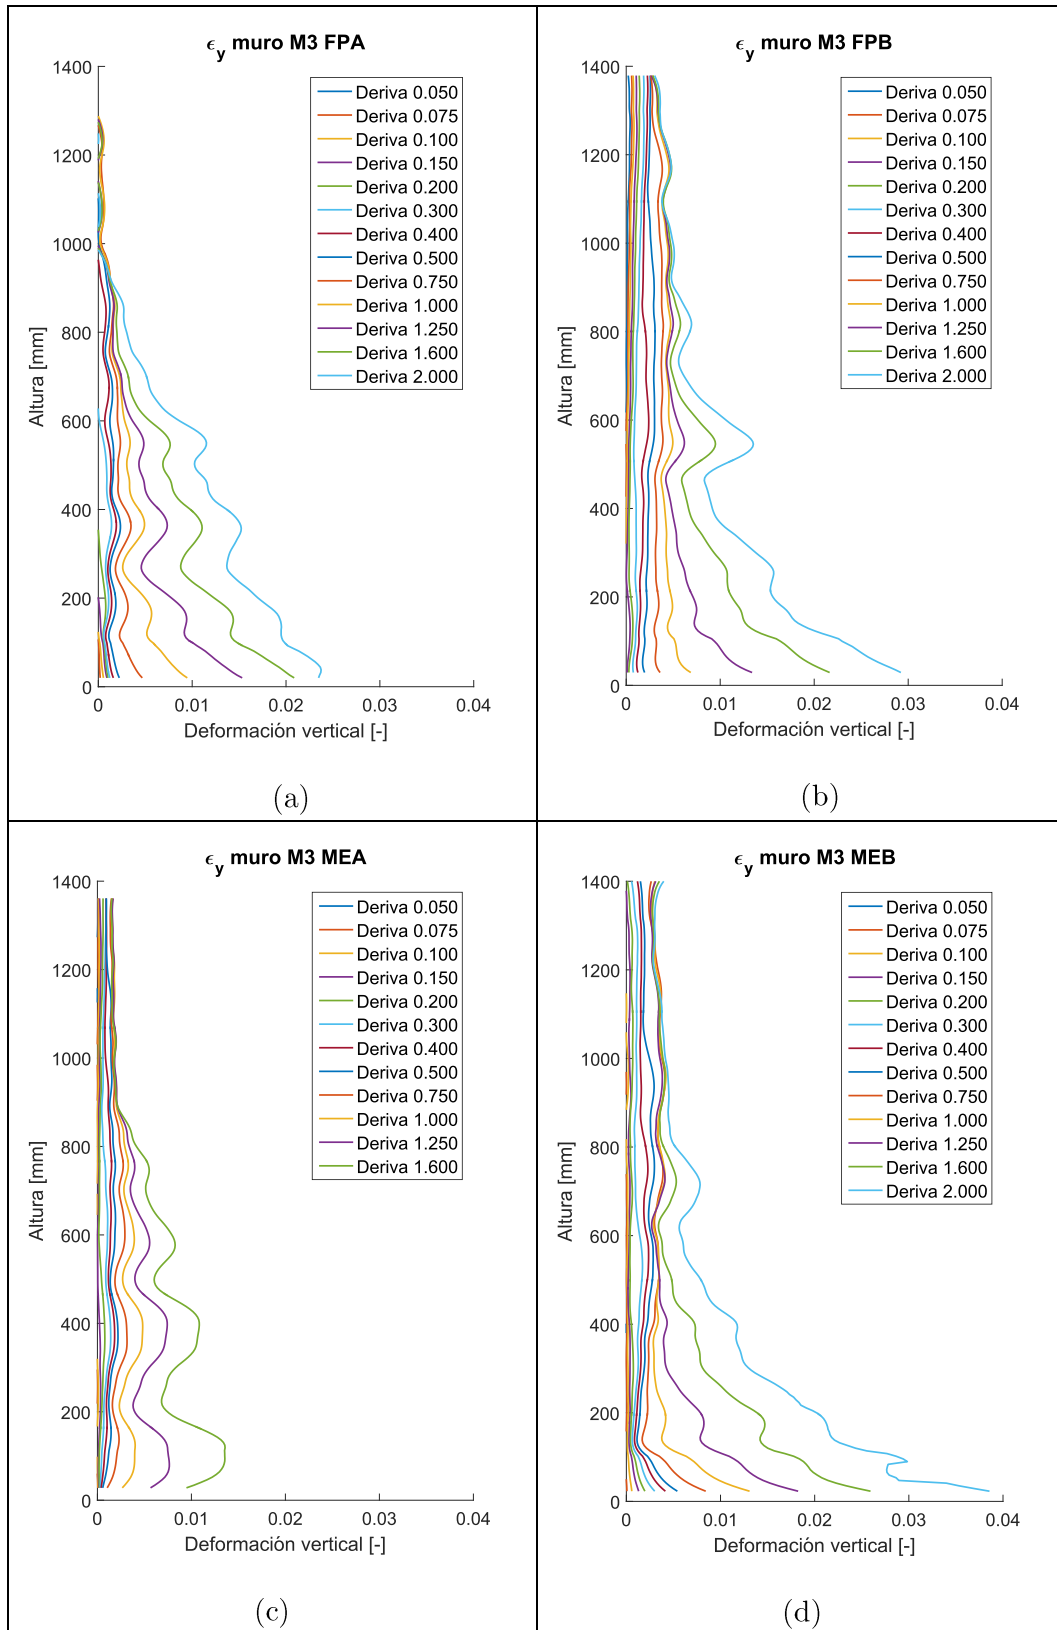 ϵy muro M3 FPA
1400
1200
1000
800
600
400
200
0
Altura [mm]
Deriva 0.050
Deriva 0.075
Deriva 0.100
Deriva 0.150
Deriva 0.200
Deriva 0.300
Deriva 0.400
Deriva 0.500
Deriva 0.750
Deriva 1.000
Deriva 1.250
Deriva 1.600
Deriva 2.000
0 0.01 0.02 0.03 0.04
Deformación vertical [-]
(a)
ϵy muro M3 FPB
1400
1200
1000
800
600
400
200
0
Altura [mm]
Deriva 0.050
Deriva 0.075
Deriva 0.100
Deriva 0.150
Deriva 0.200
Deriva 0.300
Deriva 0.400
Deriva 0.500
Deriva 0.750
Deriva 1.000
Deriva 1.250
Deriva 1.600
Deriva 2.000
0 0.01 0.02 0.03 0.04
Deformación vertical [-]
(b)
ϵy muro M3 MEA
1400
1200
1000
800
600
400
200
0
Altura [mm]
Deriva 0.050
Deriva 0.075
Deriva 0.100
Deriva 0.150
Deriva 0.200
Deriva 0.300
Deriva 0.400
Deriva 0.500
Deriva 0.750
Deriva 1.000
Deriva 1.250
Deriva 1.600
0 0.01 0.02 0.03 0.04
Deformación vertical [-]
(c)
ϵy muro M3 MEB
1400
1200
1000
800
600
400
200
0
Altura [mm]
Deriva 0.050
Deriva 0.075
Deriva 0.100
Deriva 0.150
Deriva 0.200
Deriva 0.300
Deriva 0.400
Deriva 0.500
Deriva 0.750
Deriva 1.000
Deriva 1.250
Deriva 1.600
Deriva 2.000
0 0.01 0.02 0.03 0.04
Deformación vertical [-]
(d)